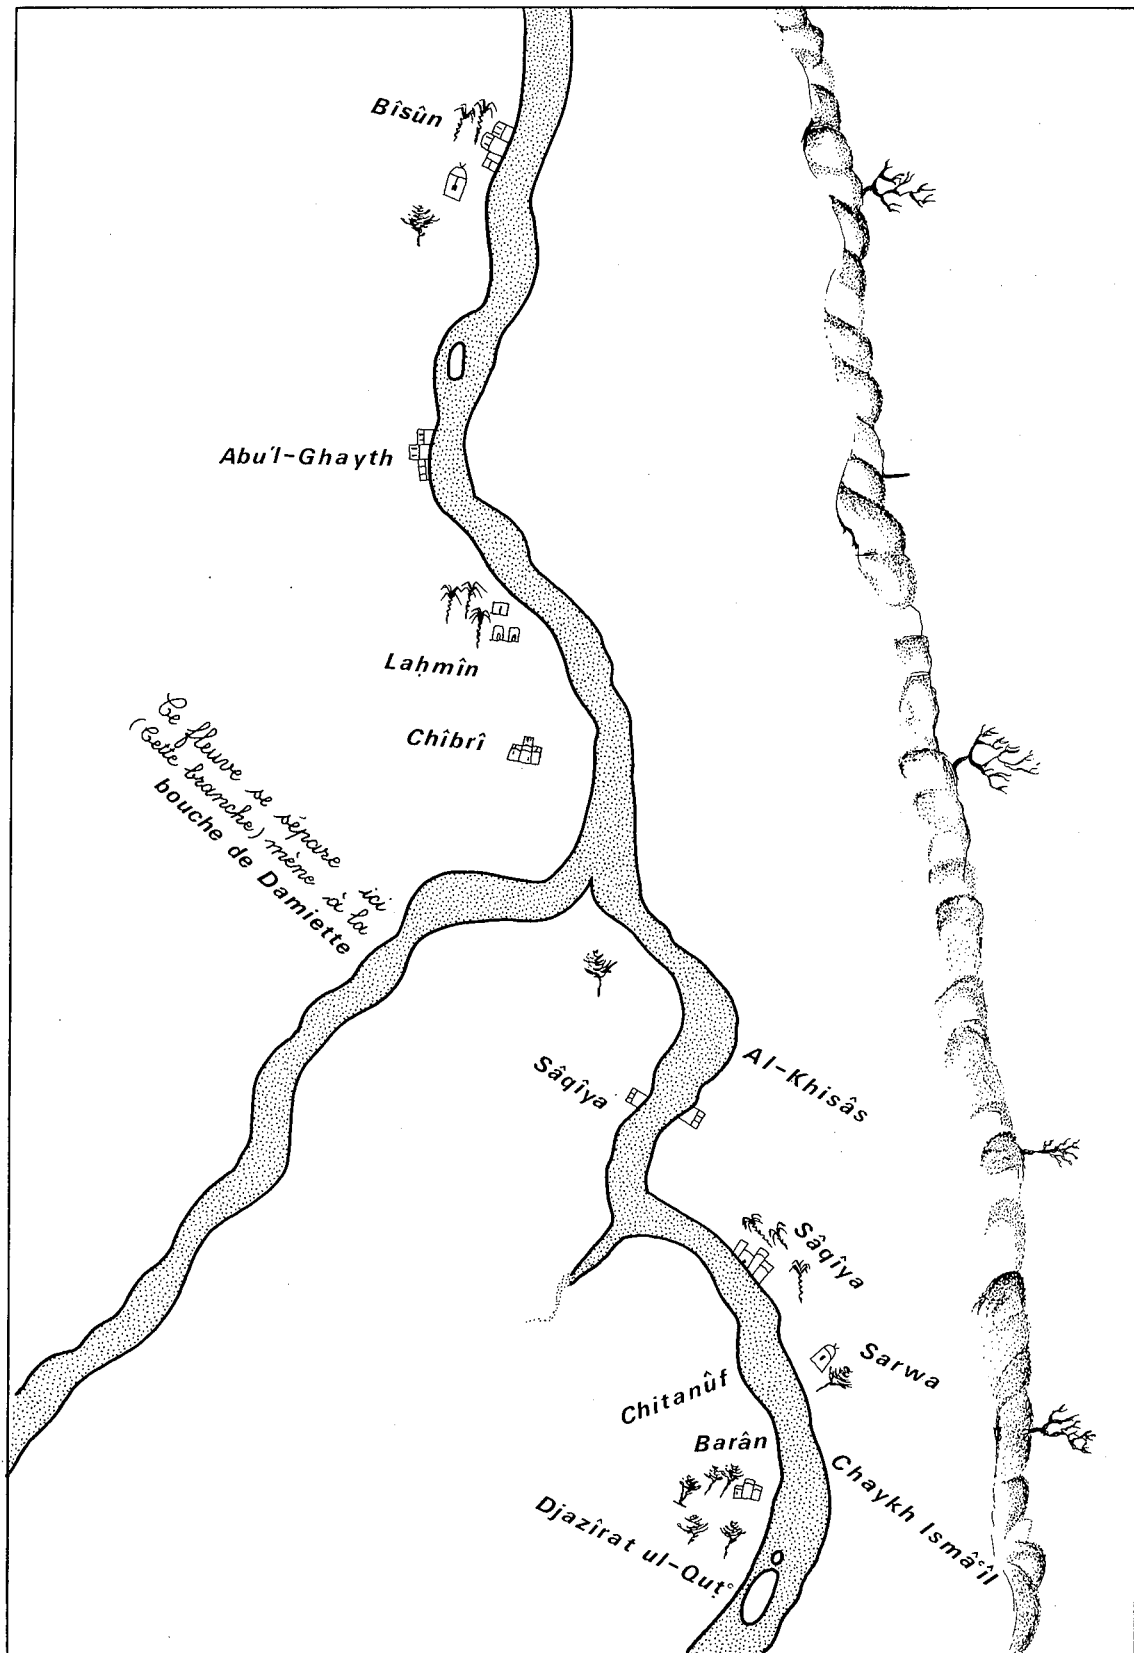 Bîsûn
Abu'l-Ghayth
Laḥmîn
Chîbrî
Ce fleuve se sépare ici
(Cette branche) mène à la
bouche de Damiette
Sâqîya
Al-Khisâs
Sâqîya
Sarwa
Chitanûf
Barân
Chaykh Ismâ‘îl
Djazîrat ul-Quṭ‘